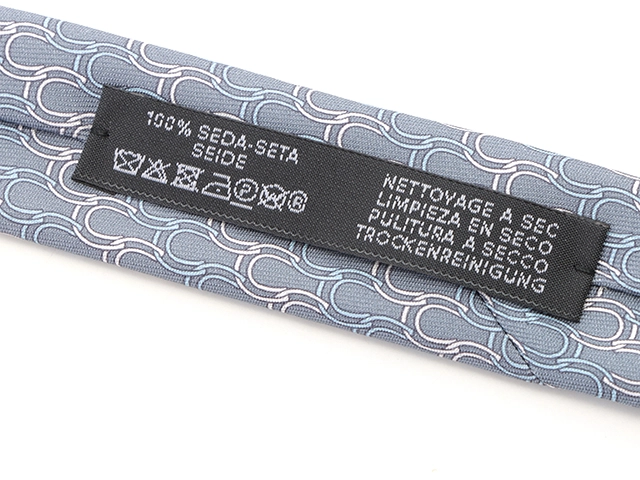 100% SEDA-SETA
SEIDE
NETTOYAGE A SEC
LIMPIEZA EN SECO
PULITURA A SECCO
TROCKENREINIGUNG